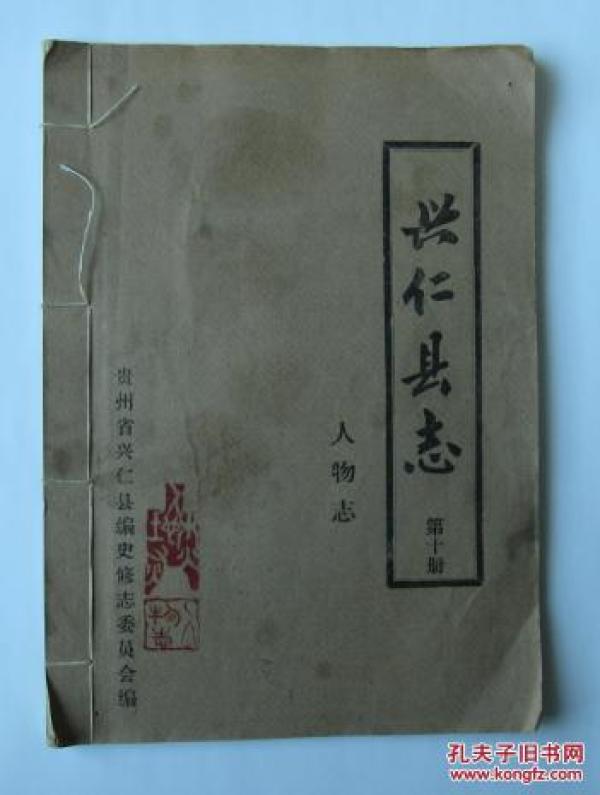 兴仁县志
第十册
人物志
贵州省兴仁县编史修志委员会编
孔夫子旧书网
www.kongfz.com